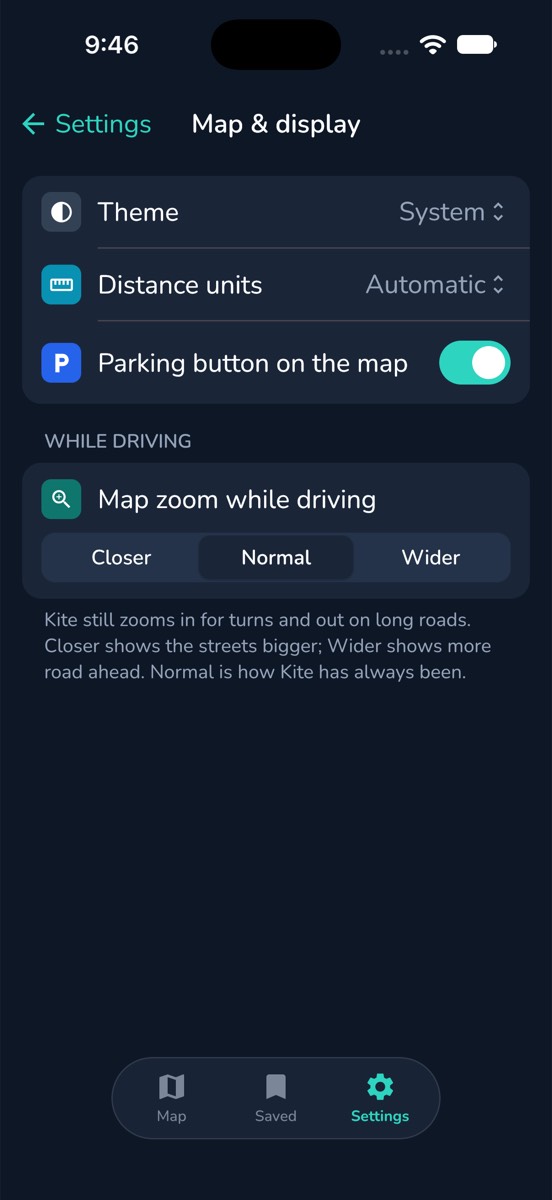 9:46
Settings
Map & display
Theme
System
Distance units
Automatic
P
Parking button on the map
WHILE DRIVING
Map zoom while driving
Closer
Normal
Wider
Kite still zooms in for turns and out on long roads.
Closer shows the streets bigger; Wider shows more
road ahead. Normal is how Kite has always been.
Map
Saved
Settings